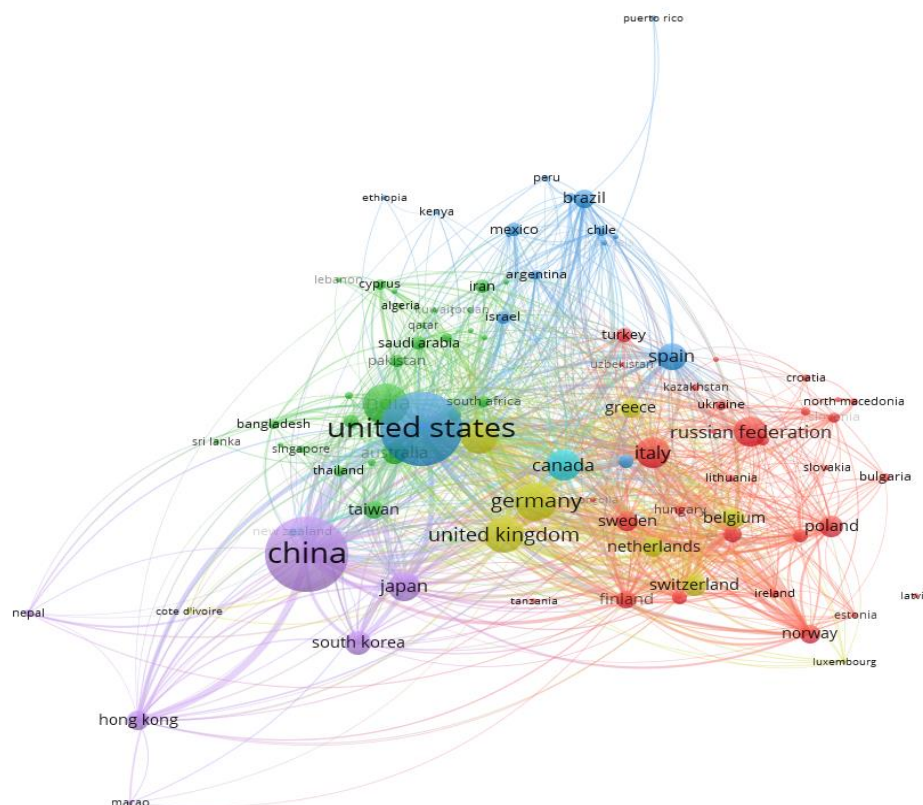 puerto rico
peru
ethiopia
brazil
kenya
mexico
chile
argentina
lebanon
cyprus
iran
algeria
kuwait
jordan
israel
qatar
turkey
saudi arabia
spain
pakistan
uzbekistan
croatia
kazakhstan
india
south africa
north macedonia
greece
ukraine
bangladesh
united states
russian federation
sri lanka
singapore
australia
italy
canada
thailand
slovakia
lithuania
bulgaria
germany
taiwan
hungary
sweden
belgium
poland
new zealand
united kingdom
china
netherlands
japan
switzerland
ireland
finland
tanzania
nepal
cote d'ivoire
estonia
latvi
norway
south korea
luxembourg
hong kong
macao